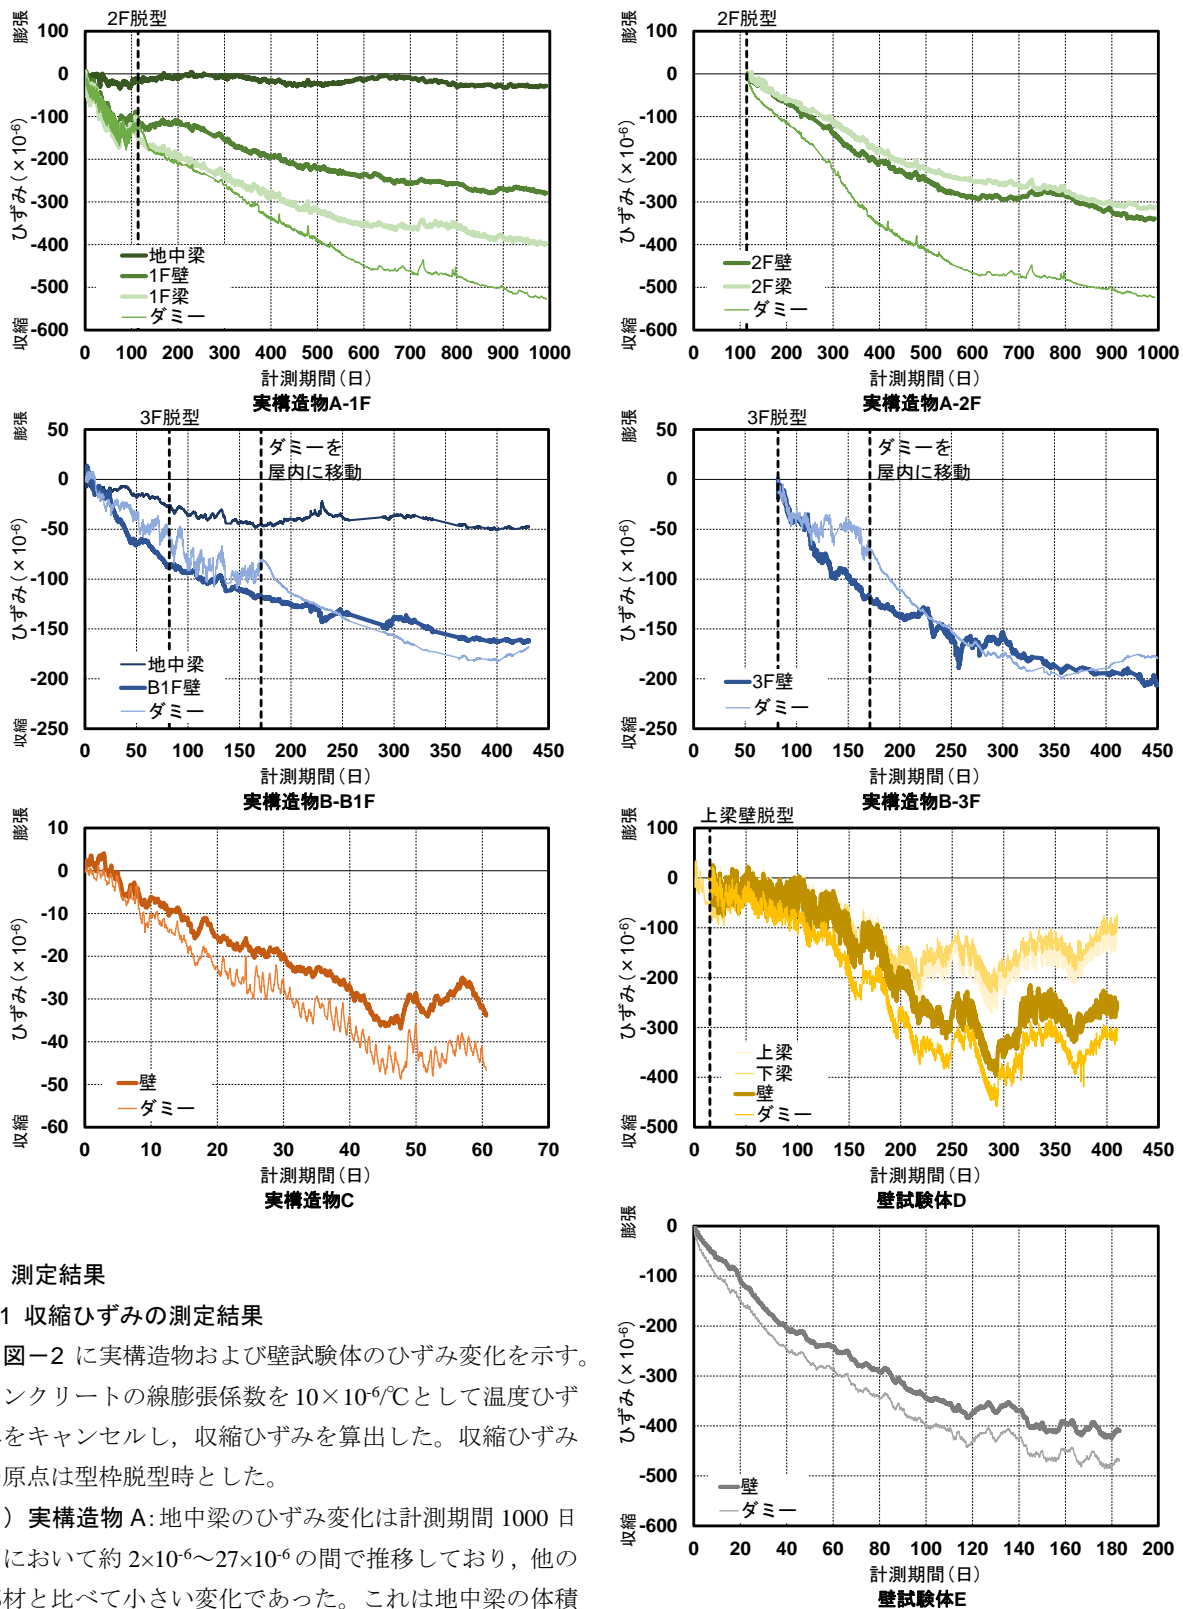 2F脱型
膨張
100
0
-100
-200
-300
-400
-500
-600
収縮
ひずみ(×10-6)
地中梁
1F壁
1F梁
ダミー
0 100 200 300 400 500 600 700 800 900 1000
計測期間(日)
実構造物A-1F
2F脱型
膨張
100
0
-100
-200
-300
-400
-500
-600
収縮
ひずみ(×10-6)
2F壁
2F梁
ダミー
0 100 200 300 400 500 600 700 800 900 1000
計測期間(日)
実構造物A-2F
3F脱型
ダミーを
屋内に移動
膨張
50
0
-50
-100
-150
-200
-250
収縮
ひずみ(×10-6)
地中梁
B1F壁
ダミー
0 50 100 150 200 250 300 350 400 450
計測期間(日)
実構造物B-B1F
3F脱型
ダミーを
屋内に移動
膨張
50
0
-50
-100
-150
-200
-250
収縮
ひずみ(×10-6)
3F壁
ダミー
0 50 100 150 200 250 300 350 400 450
計測期間(日)
実構造物B-3F
膨張
10
0
-10
-20
-30
-40
-50
-60
収縮
ひずみ(×10-6)
壁
ダミー
0 10 20 30 40 50 60 70
計測期間(日)
実構造物C
上梁壁脱型
膨張
100
0
-100
-200
-300
-400
-500
収縮
ひずみ(×10-6)
上梁
下梁
壁
ダミー
0 50 100 150 200 250 300 350 400 450
計測期間(日)
壁試験体D
膨張
0
-100
-200
-300
-400
-500
-600
収縮
ひずみ(×10-6)
壁
ダミー
0 20 40 60 80 100 120 140 160 180 200
計測期間(日)
壁試験体E
測定結果
1 収縮ひずみの測定結果
図-2 に実構造物および壁試験体のひずみ変化を示す。
ンクリートの線膨張係数を 10×10-6/℃として温度ひず
をキャンセルし，収縮ひずみを算出した。収縮ひずみ
原点は型枠脱型時とした。
）実構造物 A:地中梁のひずみ変化は計測期間 1000 日
において約 2×10-6～27×10-6 の間で推移しており，他の
材と比べて小さい変化であった。これは地中梁の体積